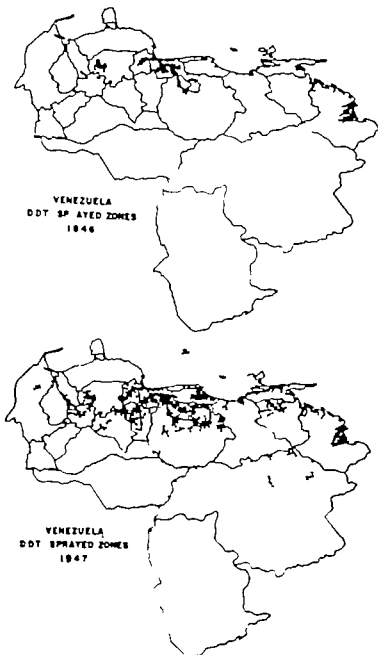 VENEZUELA
DDT SP AYED ZONES
1946
VENEZUELA
DDT SPRAYED ZONES
1947